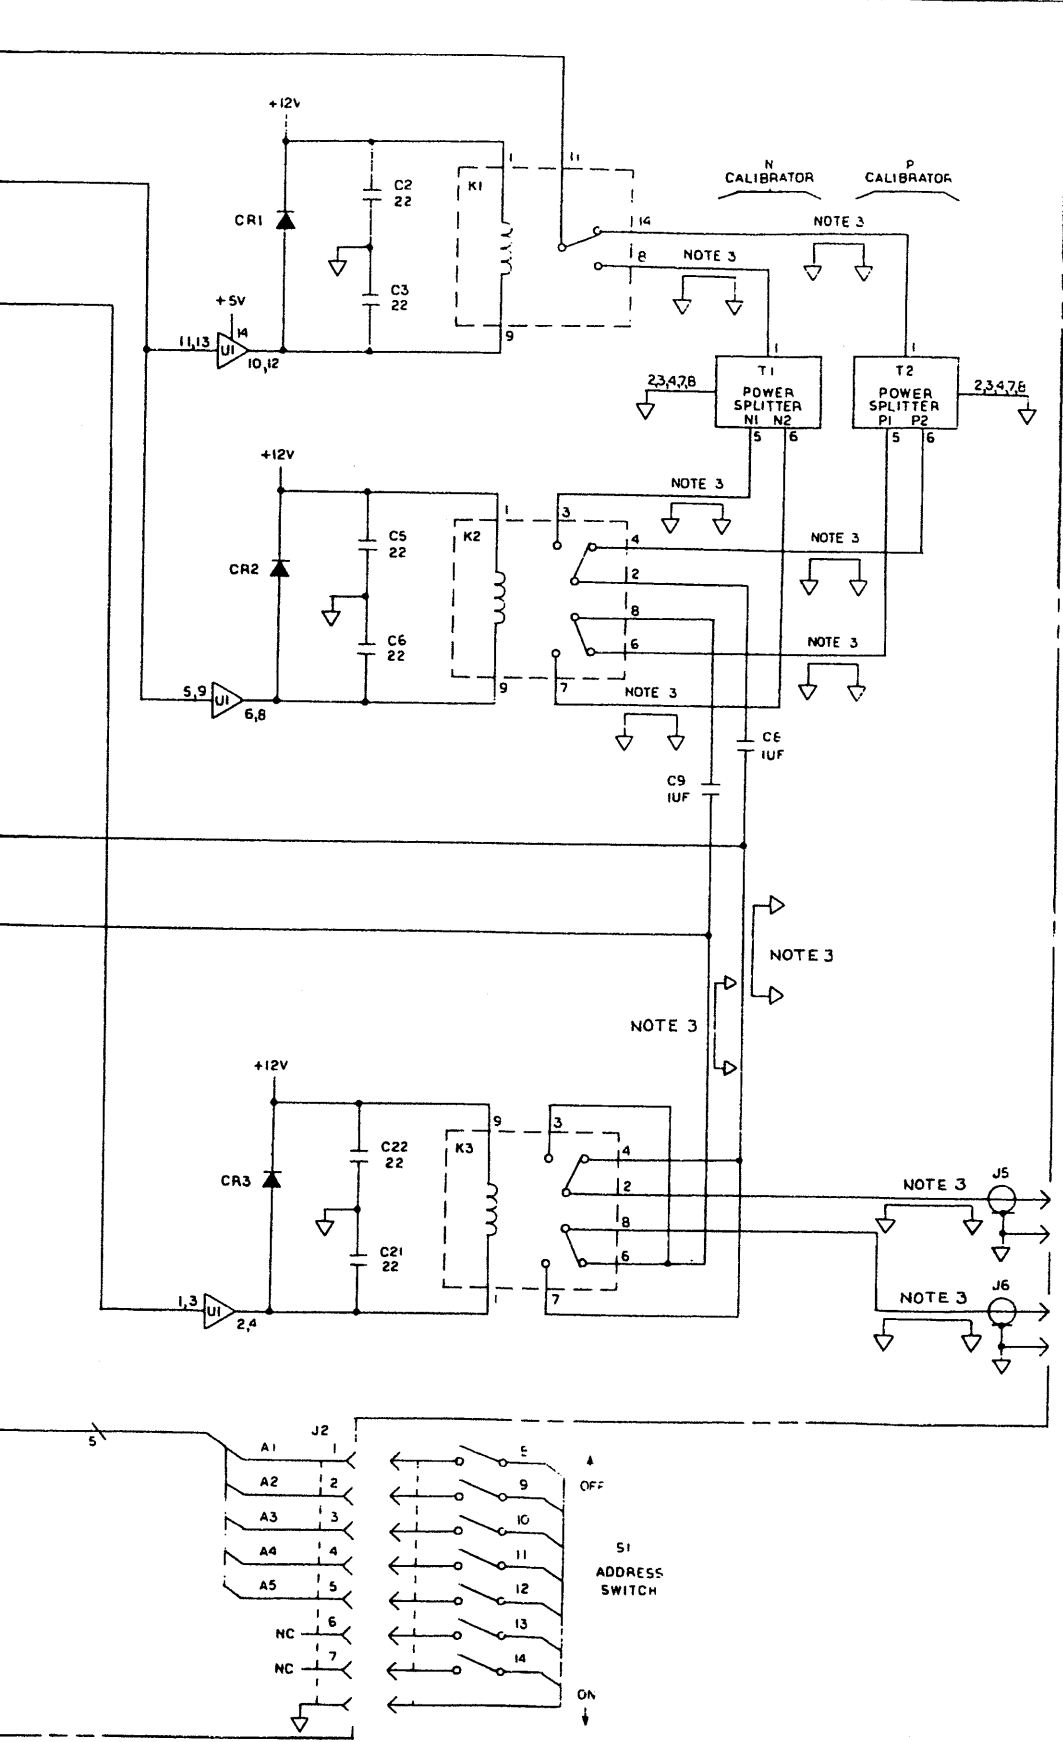 +12V
1
11
K1
C2
22
CR1
14
8
C3
22
+5V
14
11,13
U1
10,12
9
N
CALIBRATOR
P
CALIBRATOR
NOTE 3
NOTE 3
1
T1
POWER
SPLITTER
N1 N2
5 6
2,3,4,7,8
1
T2
POWER
SPLITTER
P1 P2
5 6
2,3,4,7,8
+12V
1
3
K2
C5
22
CR2
4
2
8
6
C6
22
5,9
U1
6,8
9
7
NOTE 3
NOTE 3
NOTE 3
NOTE 3
1UF
C9
1UF
NOTE 3
NOTE 3
+12V
9
3
K3
C22
22
CR3
4
2
8
6
C21
22
1,3
U1
2,4
1
7
NOTE 3
J5
NOTE 3
J6
5
J2
A1 1
A2 2 9
A3 3 10
A4 4 11
A5 5 12
NC 6 13
NC 7 14
OFF
S1
ADDRESS
SWITCH
ON